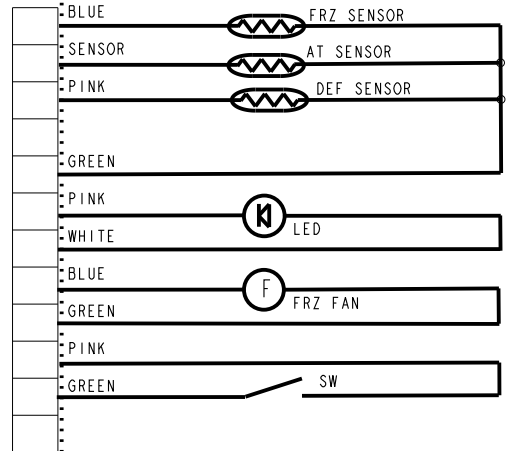 BLUE
FRZ SENSOR
SENSOR
AT SENSOR
PINK
DEF SENSOR
GREEN
PINK
LED
WHITE
BLUE
F
FRZ FAN
GREEN
PINK
GREEN
SW